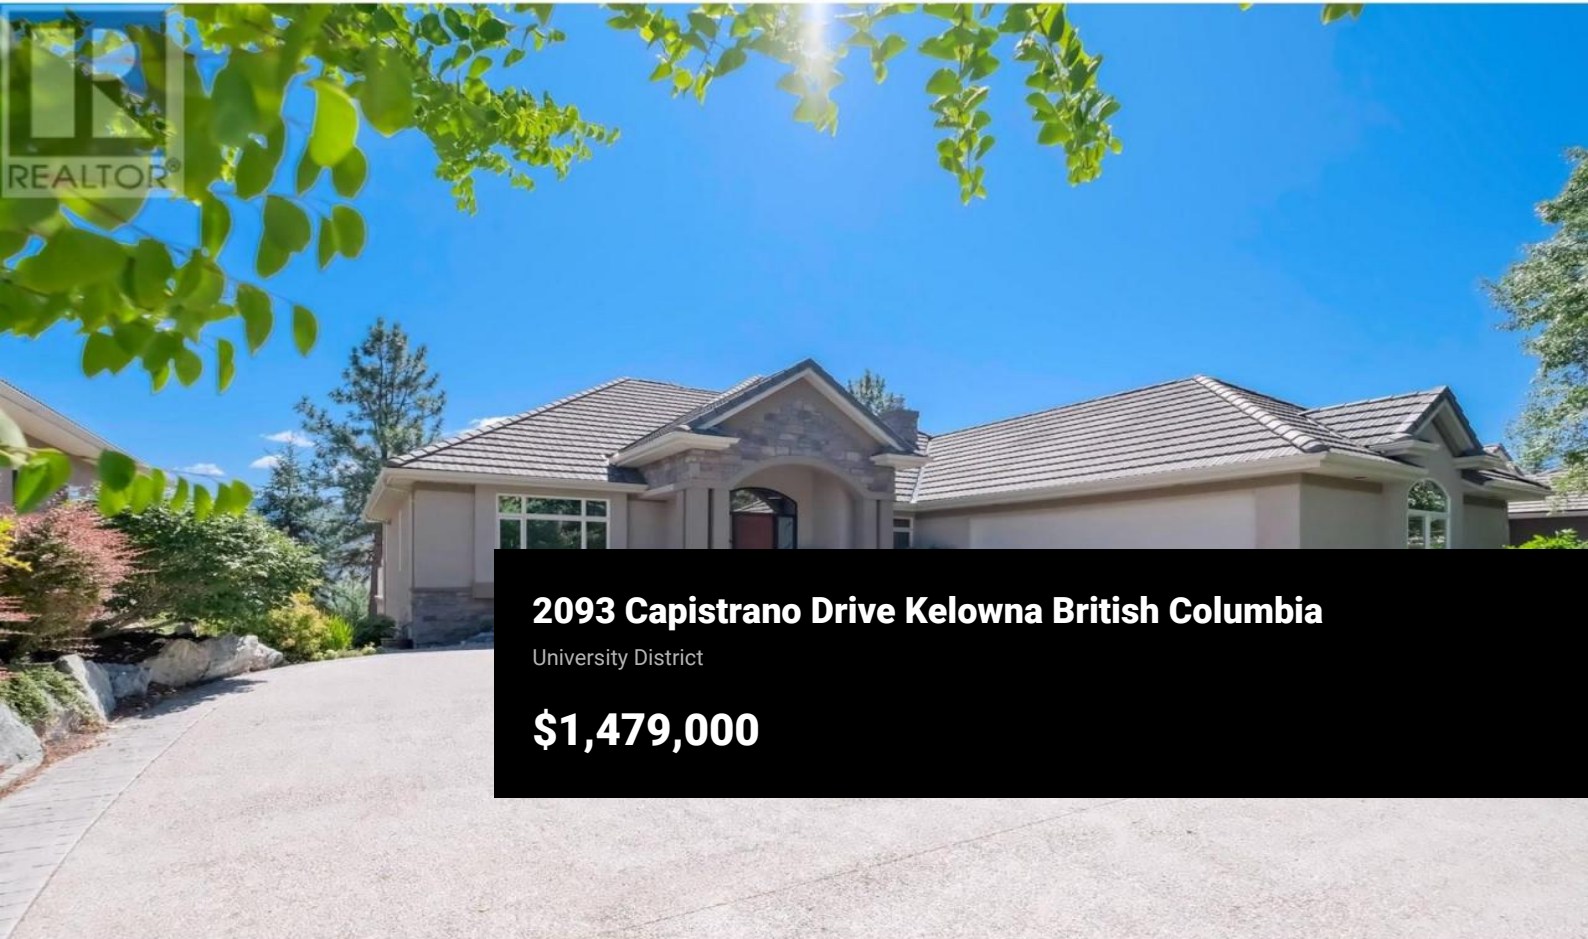 REALTOR®
2093 Capistrano Drive Kelowna British Columbia
University District
$1,479,000